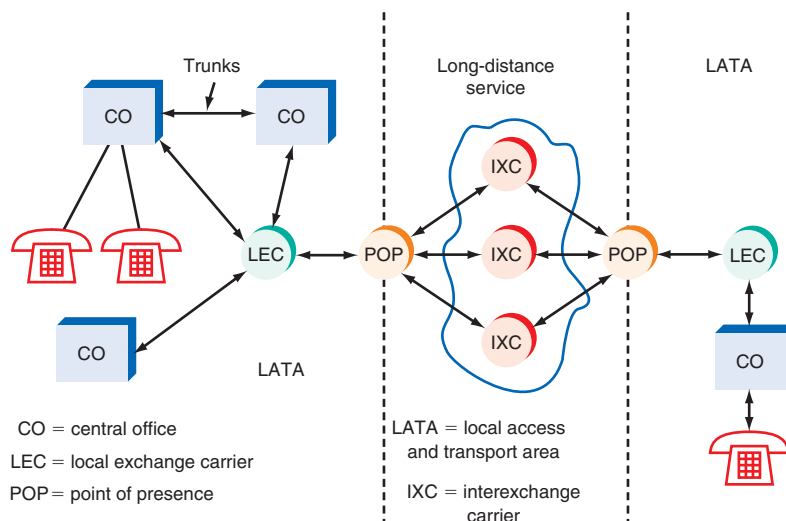 Trunks
Long-distance
service
LATA
CO
CO
IXC
LEC
POP
IXC
POP
LEC
IXC
CO
CO
LATA
CO = central office
LEC = local exchange carrier
POP = point of presence
LATA = local access
and transport area
IXC = interexchange
carrier